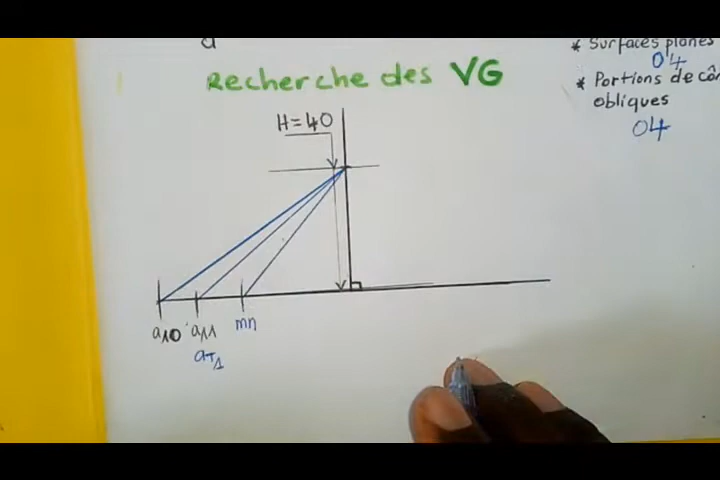 a
* Surfaces planes
04
* Portions de cô
obliques
04
Recherche des VG
H=40
a10 a11 mn
aT1